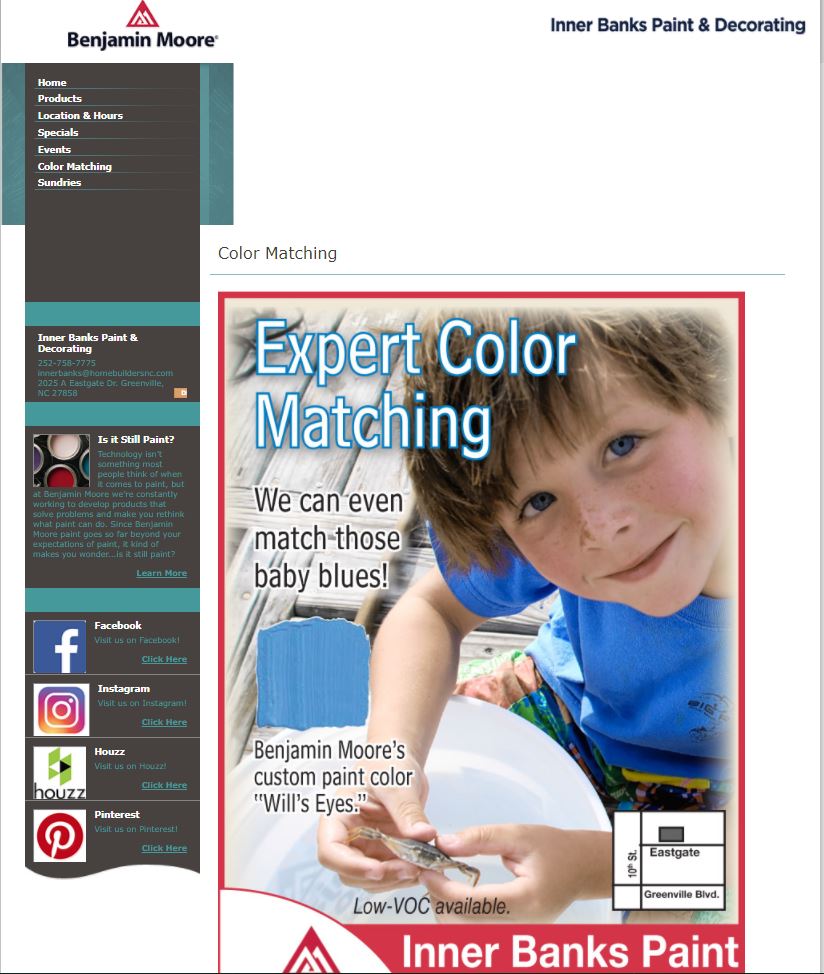 Benjamin Moore®
Inner Banks Paint & Decorating
Home
Products
Location & Hours
Specials
Events
Color Matching
Sundries
Inner Banks Paint &
Decorating
252-758-7775
innerbanks@homebuildersnc.com
2025 A Eastgate Dr. Greenville,
NC 27858
Is it Still Paint?
Technology isn't
something most
people think of when
it comes to paint, but
at Benjamin Moore we're constantly
working to develop products that
solve problems and make you rethink
what paint can do. Since Benjamin
Moore paint goes so far beyond your
expectations of paint, it kind of
makes you wonder...is it still paint?
Learn More
Facebook
Visit us on Facebook!
Click Here
Instagram
Visit us on Instagram!
Click Here
Houzz
Visit us on Houzz!
houzz
Click Here
Pinterest
Visit us on Pinterest!
Click Here
Color Matching
Expert Color
Matching
We can even
match those
baby blues!
Benjamin Moore's
custom paint color
"Will's Eyes."
10th St.
Eastgate
Greenville Blvd.
Low-VOC available.
Inner Banks Paint